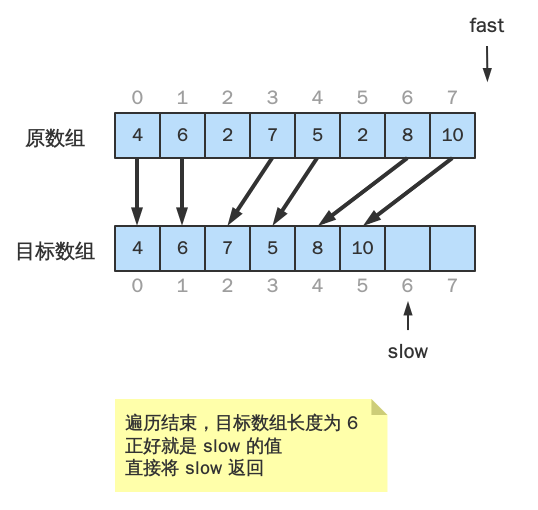 fast
0 1 2 3 4 5 6 7
原数组 4 6 2 7 5 2 8 10
目标数组 4 6 7 5 8 10
0 1 2 3 4 5 6 7
slow
遍历结束，目标数组长度为 6
正好就是 slow 的值
直接将 slow 返回